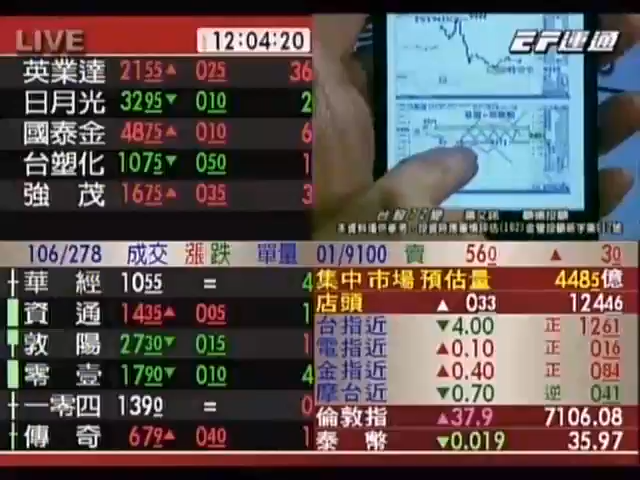 LIVE 12:04:20
EF運通
英業達 2155▲ 025 36
日月光 3295▼ 010 2
國泰金 4875▲ 010 6
台塑化 1075▼ 050 1
強茂 1675▲ 035 3
106/278 成交 漲跌 單量
01/9100 賣 560 ▲ 30
華經 1055 = 4
資通 1435▲ 005 1
敦陽 2730▼ 015 1
零壹 1790▼ 010 4
一零四 1390 = 0
傳奇 679▲ 040 1
集中市場預估量 4485億
店頭 ▲ 033 12446
台指近 ▼4.00 正 1261
電指近 ▲0.10 正 016
金指近 ▲0.40 正 084
摩台近 ▼0.70 逆 041
倫敦指 ▲37.9 7106.08
泰幣 ▼0.019 35.97